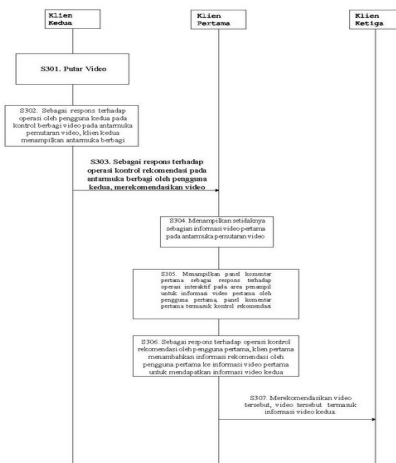 Klien
Kedua
Klien
Pertama
Klien
Ketiga
S301. Putar Video
S302. Sebagai respons terhadap
operasi oleh pengguna kedua pada
kontrol berbagi video pada antarmuka
pemutaran video, klien kedua
menampilkan antarmuka berbagi
S303. Sebagai respons terhadap
operasi kontrol rekomendasi pada
antarmuka berbagi oleh pengguna
kedua, merekomendasikan video
S304. Menampilkan setidaknya
sebagian informasi video pertama
pada antarmuka pemutaran video
S305. Menampilkan panel komentar
pertama sebagai respons terhadap
operasi interaktif pada area penampil
untuk informasi video pertama oleh
pengguna pertama, panel komentar
pertama termasuk kontrol rekomendasi
S306. Sebagai respons terhadap operasi kontrol
rekomendasi oleh pengguna pertama, klien pertama
menambahkan informasi rekomendasi oleh
pengguna pertama ke informasi video pertama
untuk mendapatkan informasi video kedua
S307. Merekomendasikan video
tersebut, video tersebut termasuk
informasi video kedua